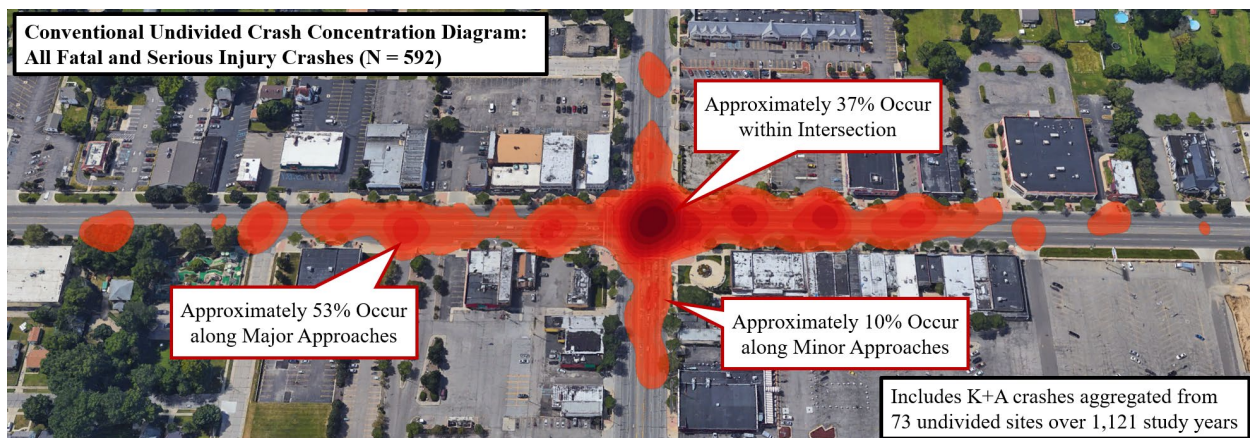 Conventional Undivided Crash Concentration Diagram:
All Fatal and Serious Injury Crashes (N = 592)
Approximately 37% Occur
within Intersection
Approximately 53% Occur
along Major Approaches
Approximately 10% Occur
along Minor Approaches
Includes K+A crashes aggregated from
73 undivided sites over 1,121 study years